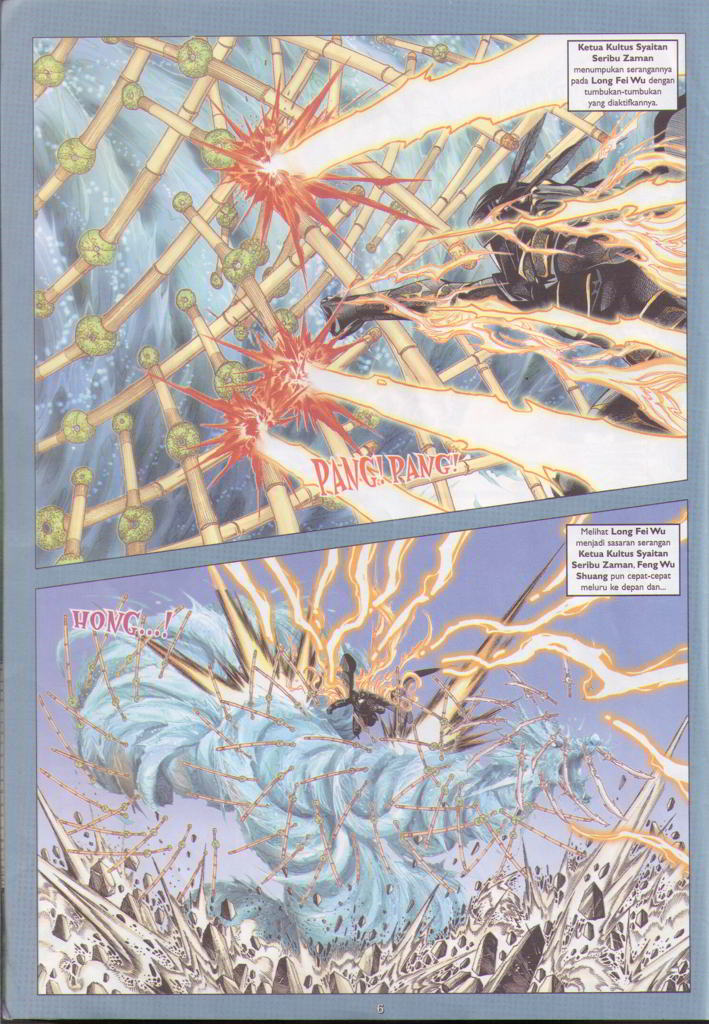 Ketua Kultus Syaitan
Seribu Zaman
menumpukan serangannya
pada Long Fei Wu dengan
tumbukan-tumbukan
yang diaktifkannya.
PANG! PANG!
Melihat Long Fei Wu
menjadi sasaran serangan
Ketua Kultus Syaitan
Seribu Zaman, Feng Wu
Shuang pun cepat-cepat
meluru ke depan dan...
HONG...!
6